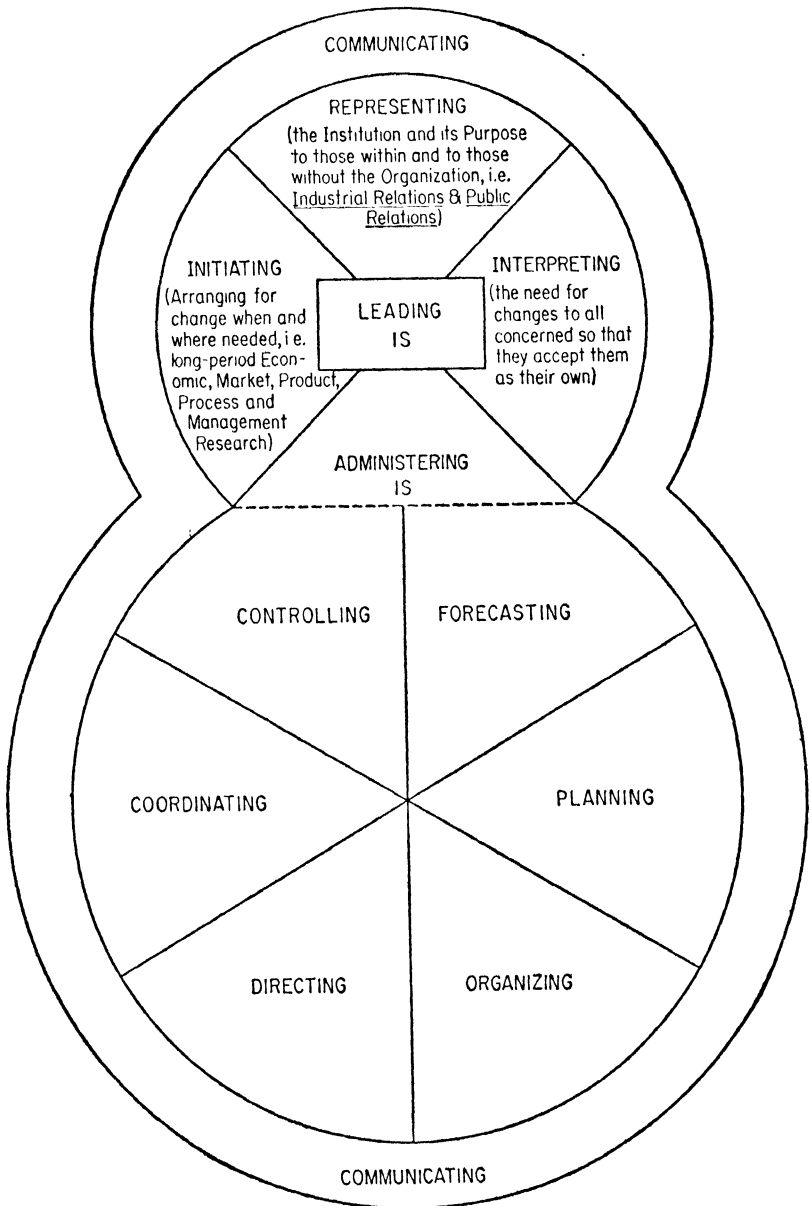 COMMUNICATING
REPRESENTING
(the Institution and its Purpose
to those within and to those
without the Organization, i.e.
Industrial Relations & Public
Relations)
INITIATING
(Arranging for
change when and
where needed, i e.
long-period Econ-
omic, Market, Product,
Process and
Management
Research)
LEADING
IS
INTERPRETING
(the need for
changes to all
concerned so that
they accept them
as their own)
ADMINISTERING
IS
CONTROLLING
FORECASTING
COORDINATING
PLANNING
DIRECTING
ORGANIZING
COMMUNICATING